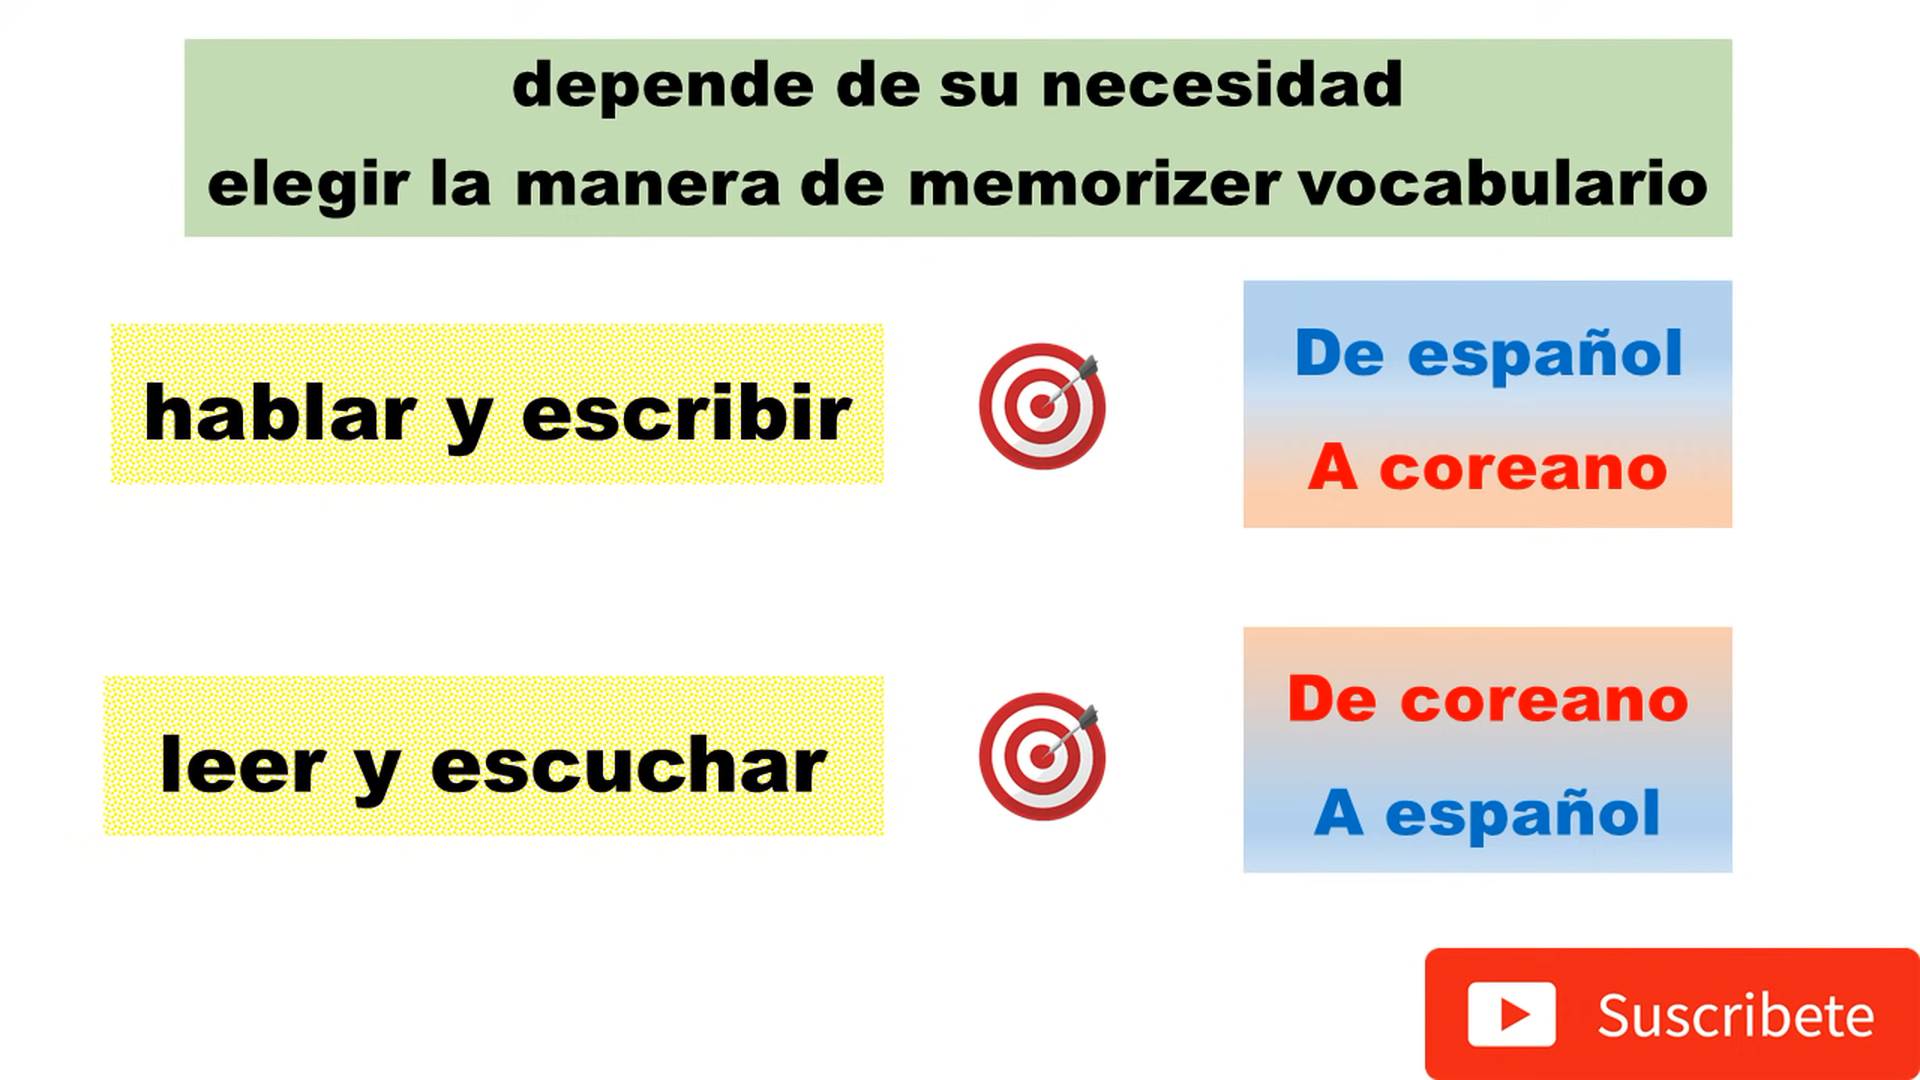 depende de su necesidad
elegir la manera de memorizer vocabulario
hablar y escribir
De español
A coreano
leer y escuchar
De coreano
A español
Suscribete